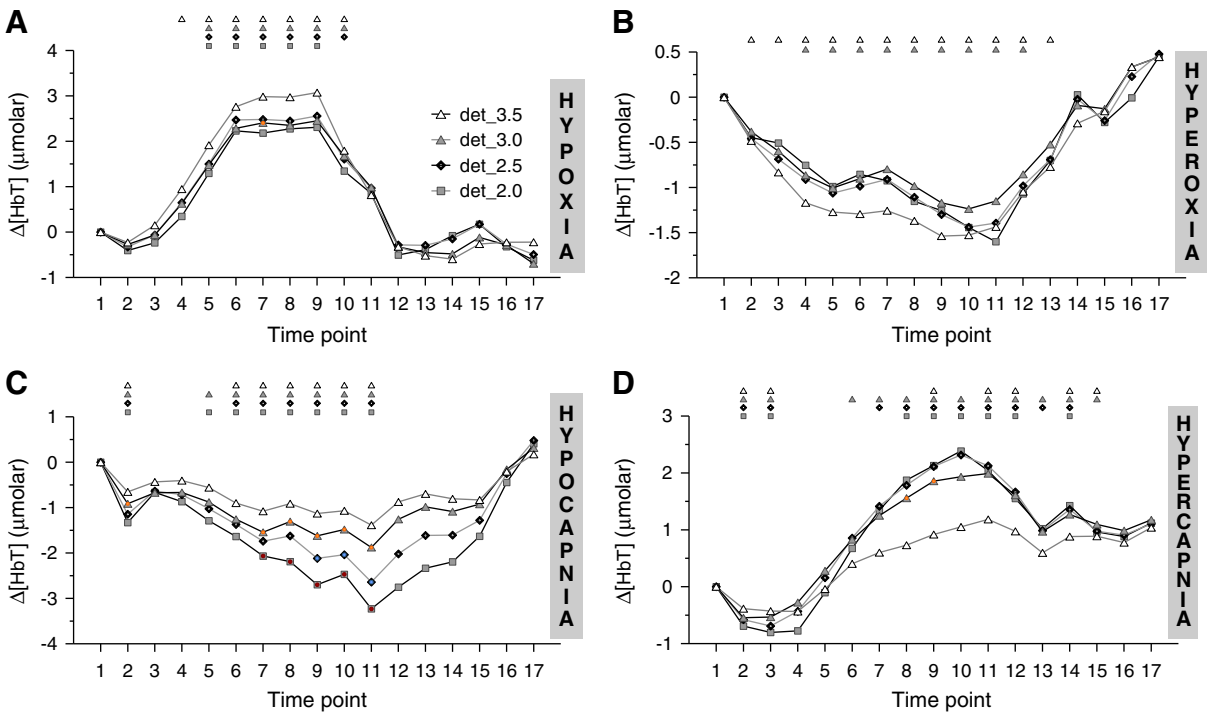 A
4
3
2
1
0
-1
Δ[HbT] (μmolar)
det_3.5
det_3.0
det_2.5
det_2.0
1 2 3 4 5 6 7 8 9 10 11 12 13 14 15 16 17
Time point
HYPOXIA
B
0.5
0
-0.5
-1
-1.5
-2
Δ[HbT] (μmolar)
1 2 3 4 5 6 7 8 9 10 11 12 13 14 15 16 17
Time point
HYPEROXIA
C
1
0
-1
-2
-3
-4
Δ[HbT] (μmolar)
1 2 3 4 5 6 7 8 9 10 11 12 13 14 15 16 17
Time point
HYPOCAPNIA
D
3
2
1
0
-1
Δ[HbT] (μmolar)
1 2 3 4 5 6 7 8 9 10 11 12 13 14 15 16 17
Time point
HYPERCAPNIA